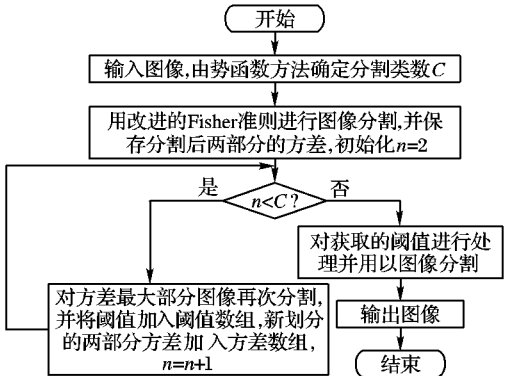 开始
输入图像,由势函数方法确定分割类数C
用改进的Fisher准则进行图像分割,并保
存分割后两部分的方差,初始化n=2
是
否
n<C?
对获取的阈值进行处
理并用以图像分割
对方差最大部分图像再次分割,
并将阈值加入阈值数组,新划分
的两部分方差加入方差数组,
n=n+1
输出图像
结束